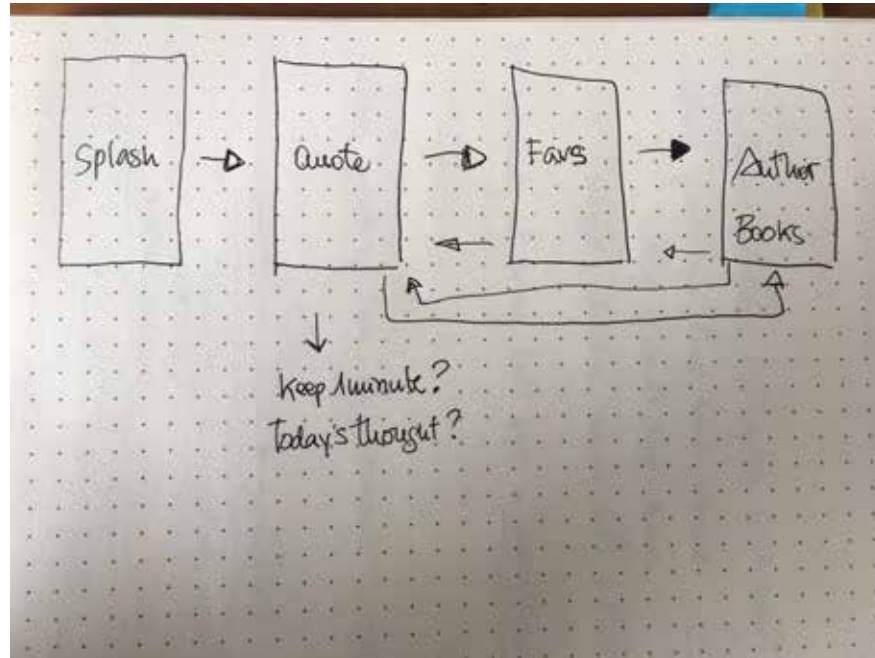 Splash
Quote
Favs
Author
Books
Keep 1 minute?
Today's thought?